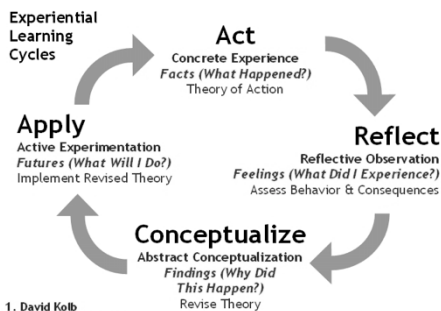 Experiential
Learning
Cycles
Act
Concrete Experience
Facts (What Happened?)
Theory of Action
Reflect
Reflective Observation
Feelings (What Did I Experience?)
Assess Behavior & Consequences
Conceptualize
Abstract Conceptualization
Findings (Why Did
This Happen?)
Revise Theory
Apply
Active Experimentation
Futures (What Will I Do?)
Implement Revised Theory
1. David Kolb